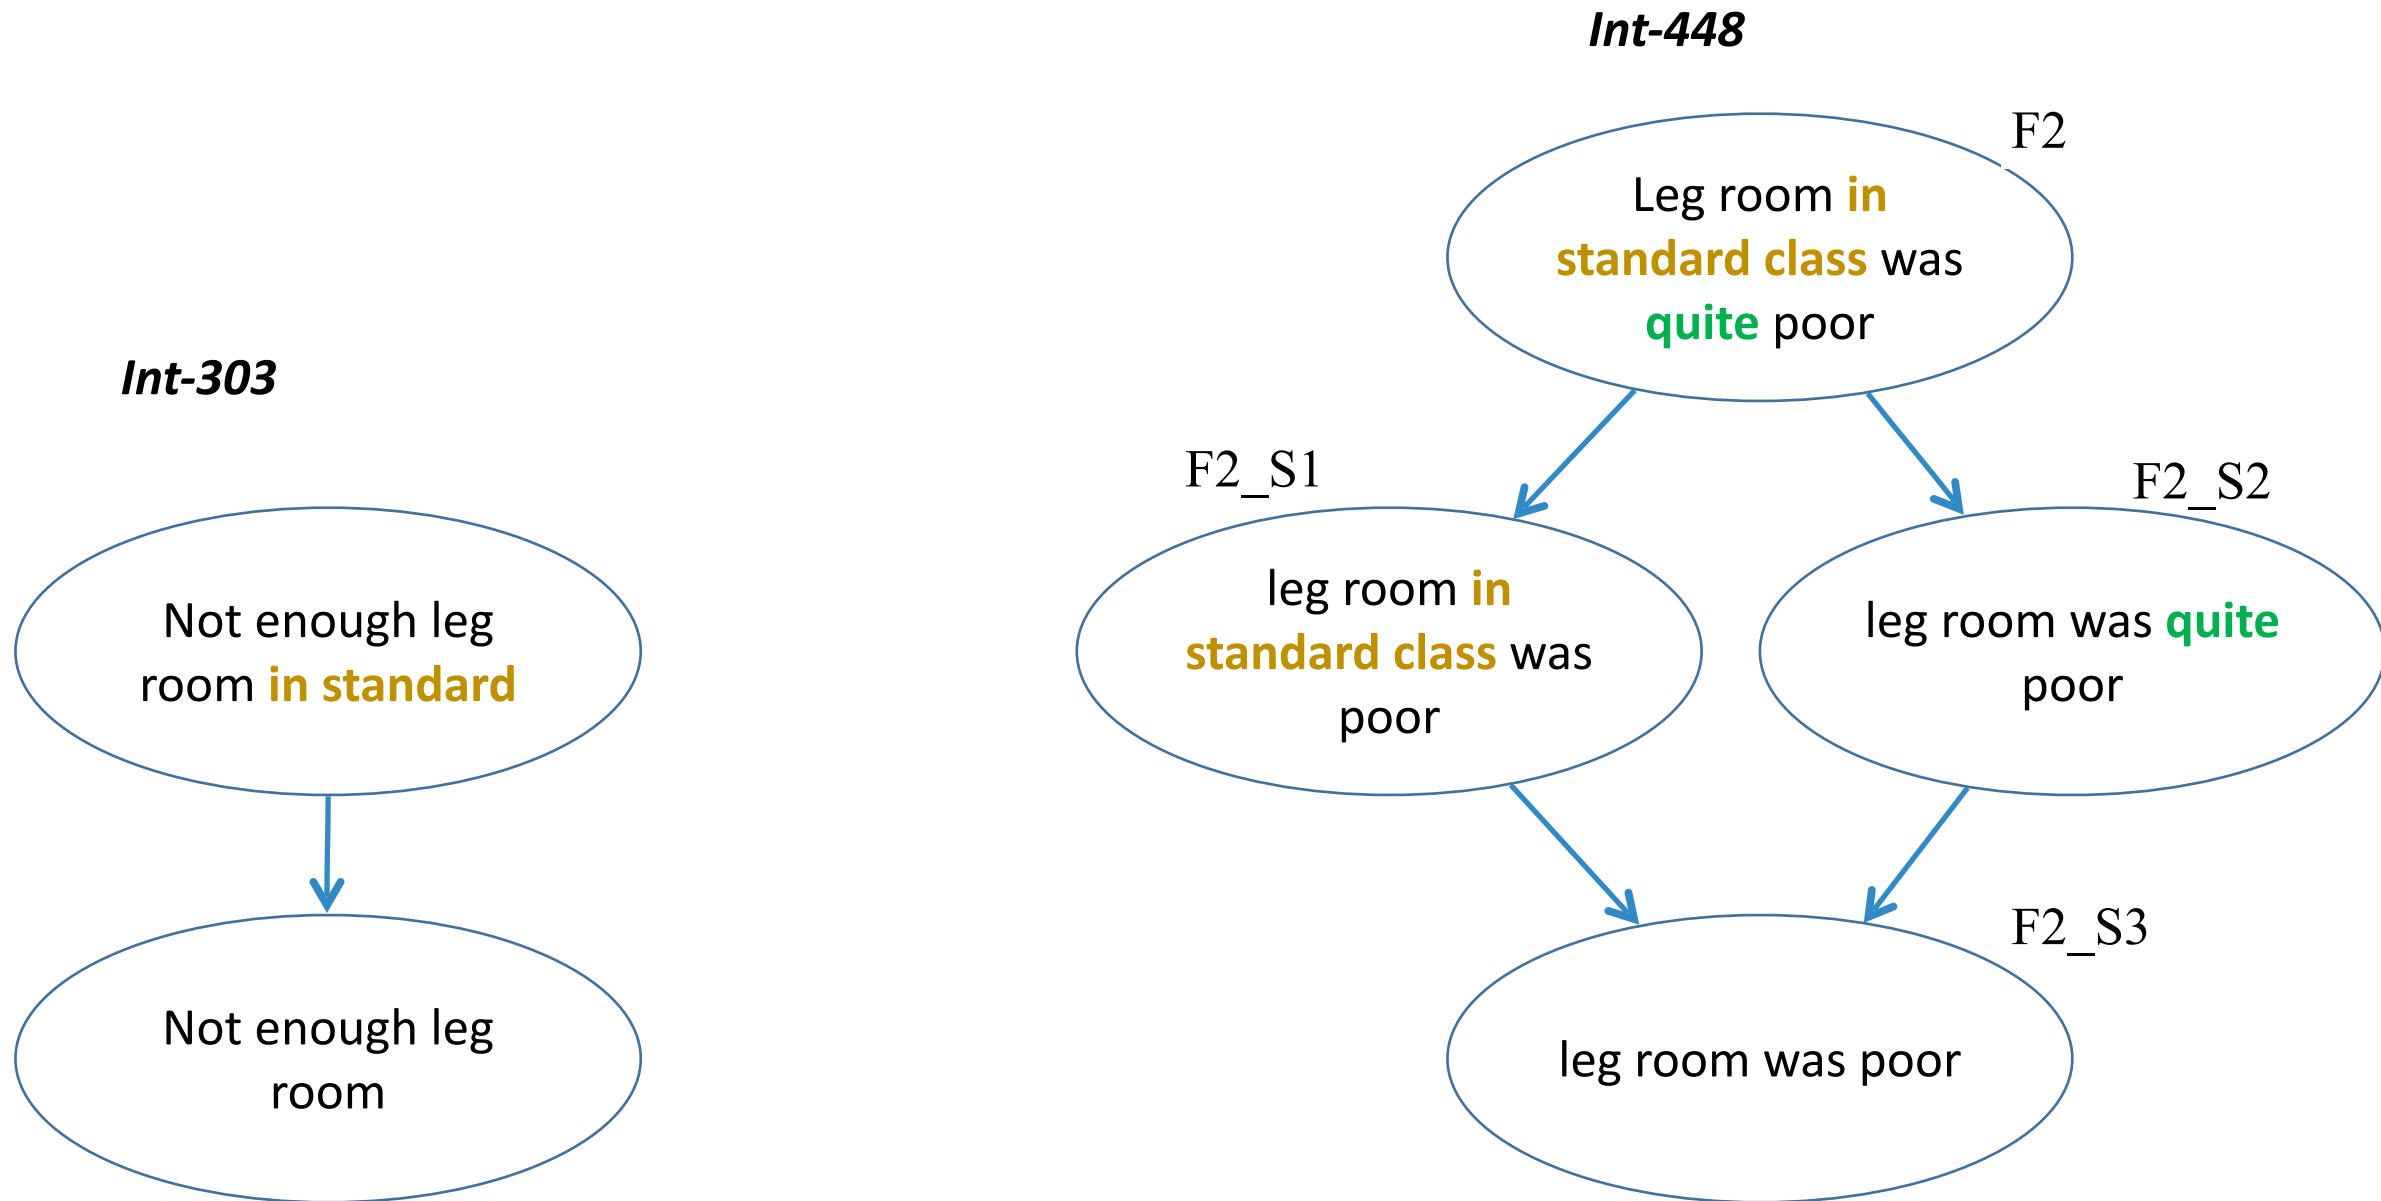 Int-303
Not enough leg
room in standard
Not enough leg
room
Int-448
F2
Leg room in
standard class was
quite poor
F2_S1
leg room in
standard class was
poor
F2_S2
leg room was quite
poor
F2_S3
leg room was poor